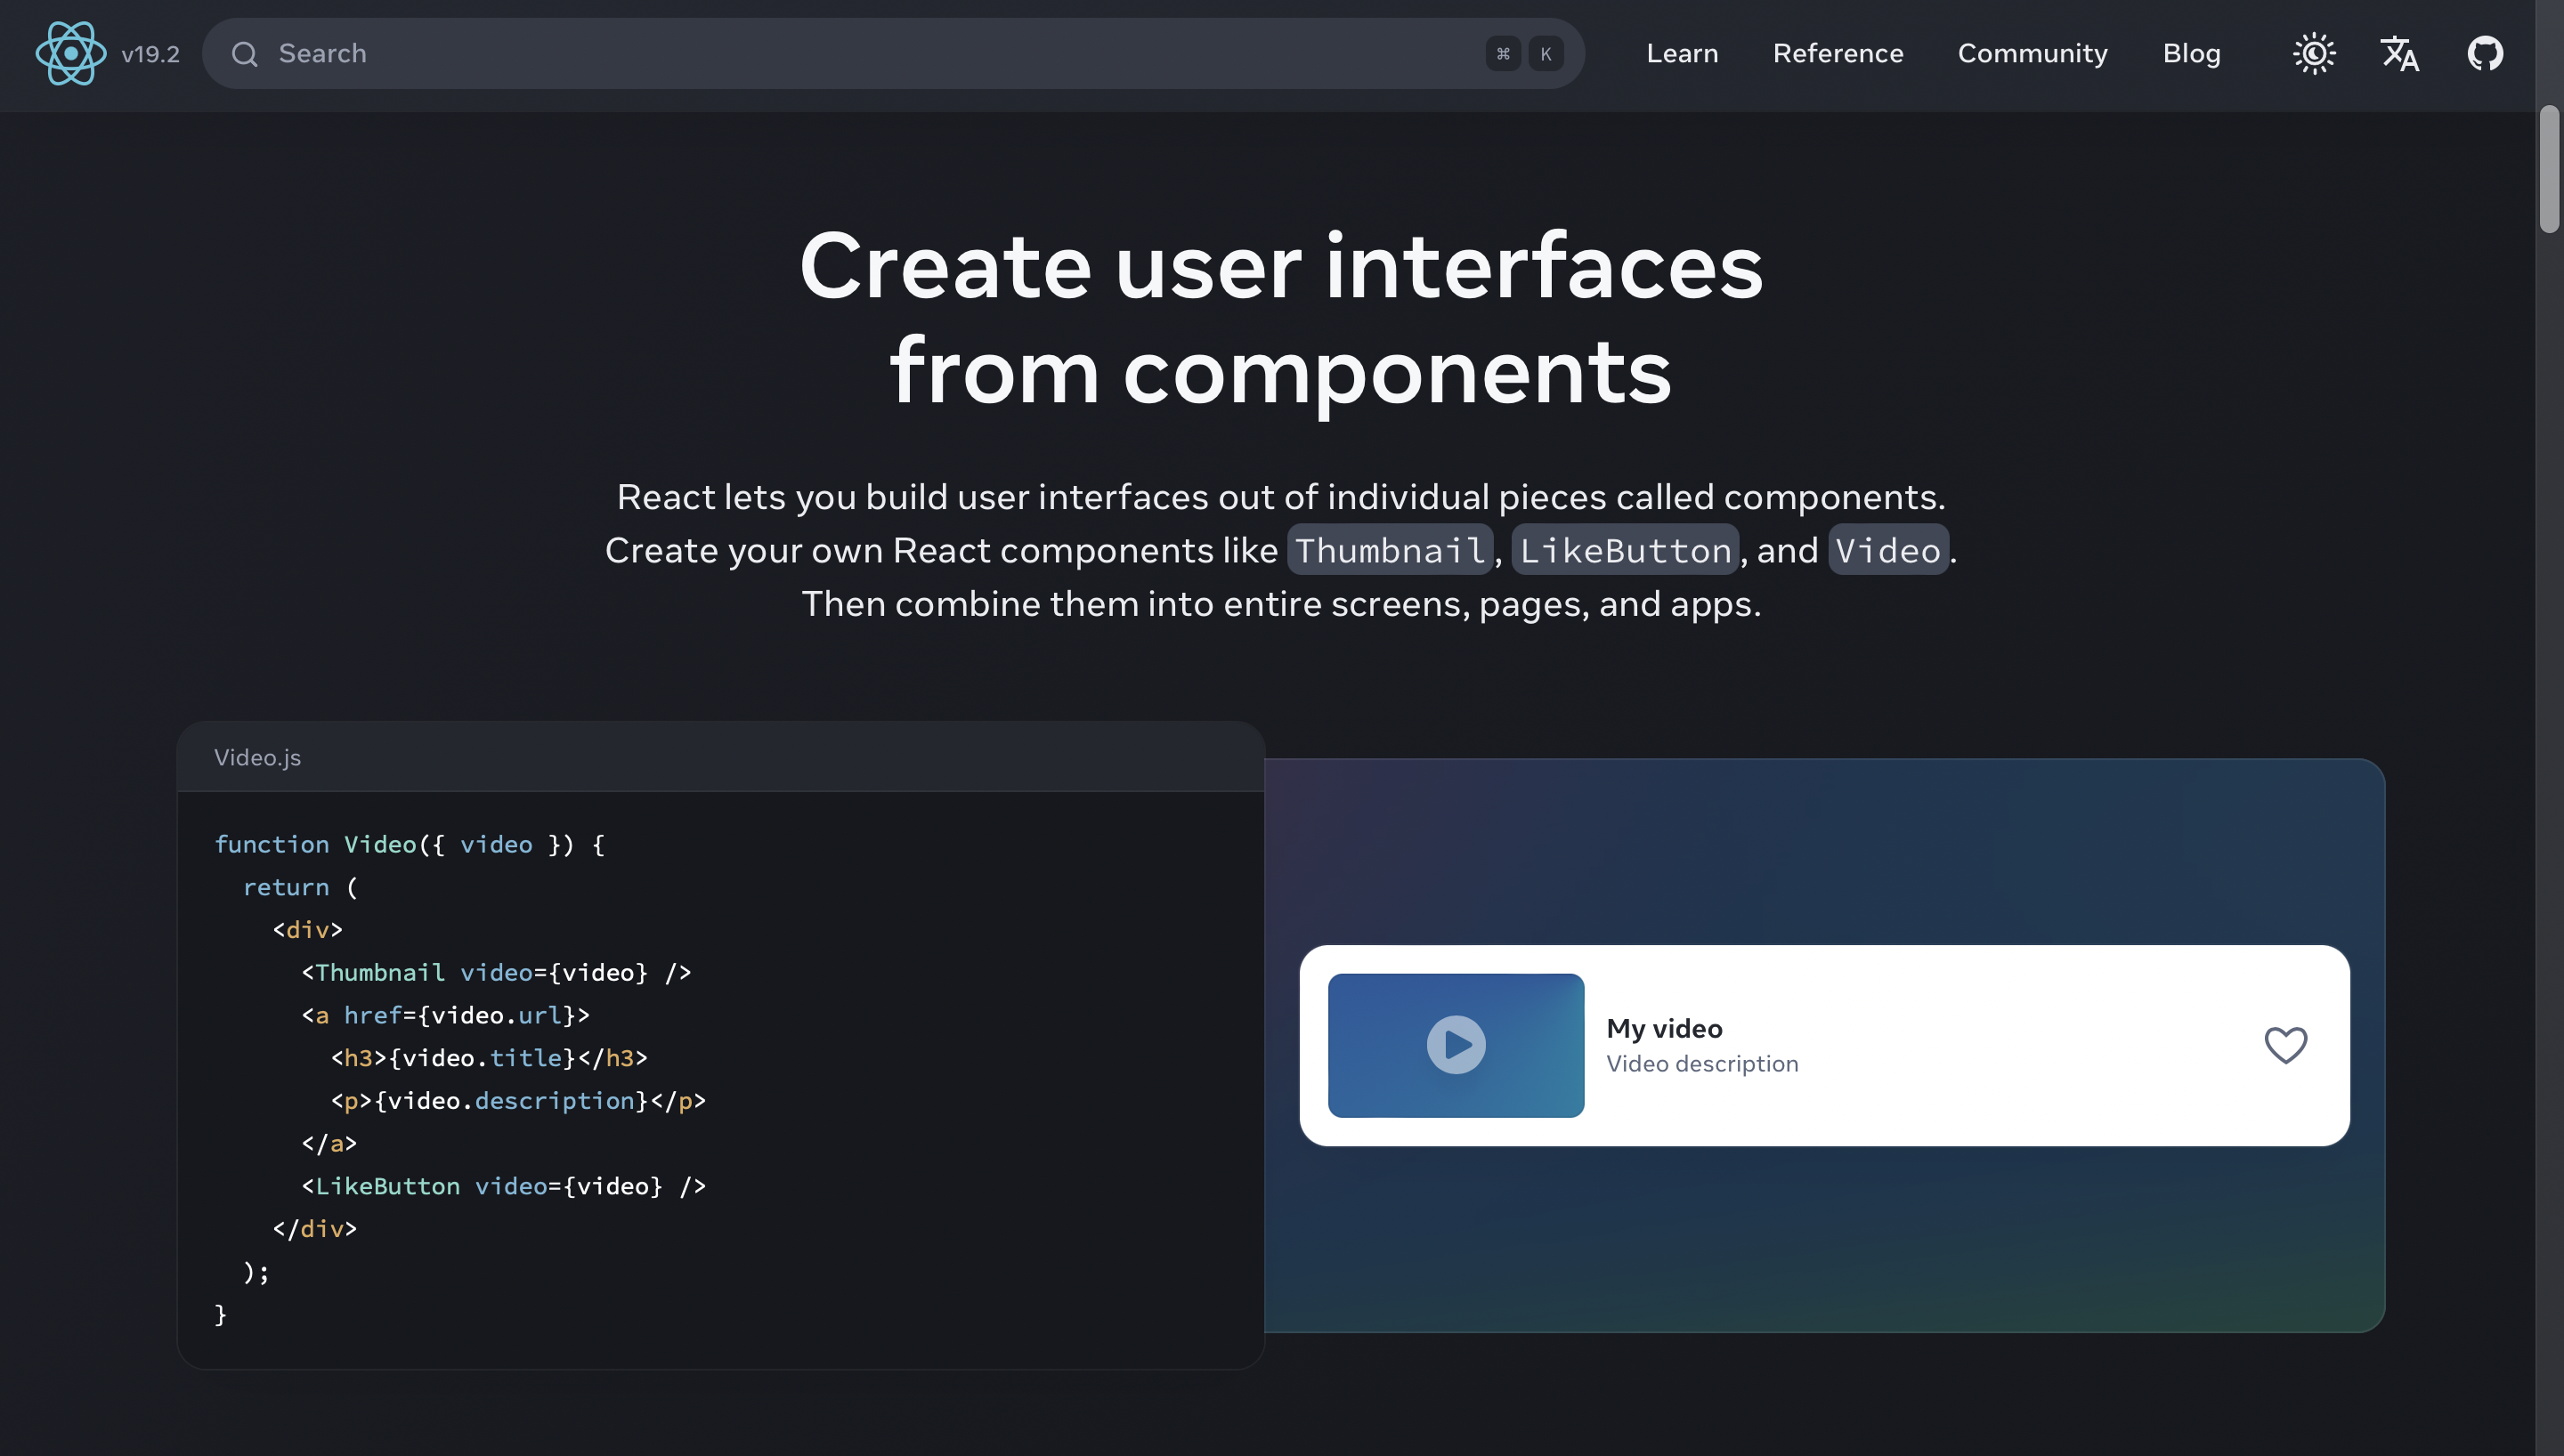 v19.2
Search
⌘ K
Learn
Reference
Community
Blog
Create user interfaces
from components
React lets you build user interfaces out of individual pieces called components.
Create your own React components like Thumbnail, LikeButton, and Video.
Then combine them into entire screens, pages, and apps.
Video.js
function Video({ video }) {
  return (
    <div>
      <Thumbnail video={video} />
      <a href={video.url}>
        <h3>{video.title}</h3>
        <p>{video.description}</p>
      </a>
      <LikeButton video={video} />
    </div>
  );
}
My video
Video description